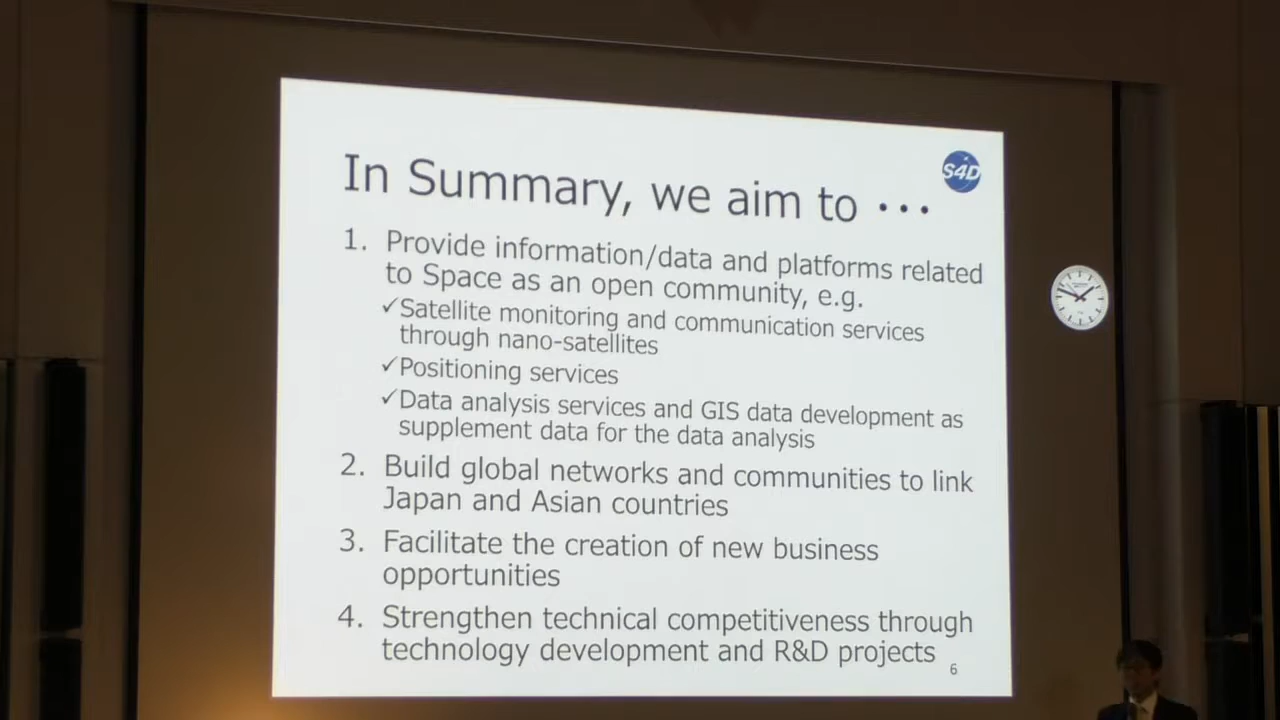 In Summary, we aim to ・・・
S4D
1. Provide information/data and platforms related
to Space as an open community, e.g.
✓Satellite monitoring and communication services
through nano-satellites
✓Positioning services
✓Data analysis services and GIS data development as
supplement data for the data analysis
2. Build global networks and communities to link
Japan and Asian countries
3. Facilitate the creation of new business
opportunities
4. Strengthen technical competitiveness through
technology development and R&D projects
6